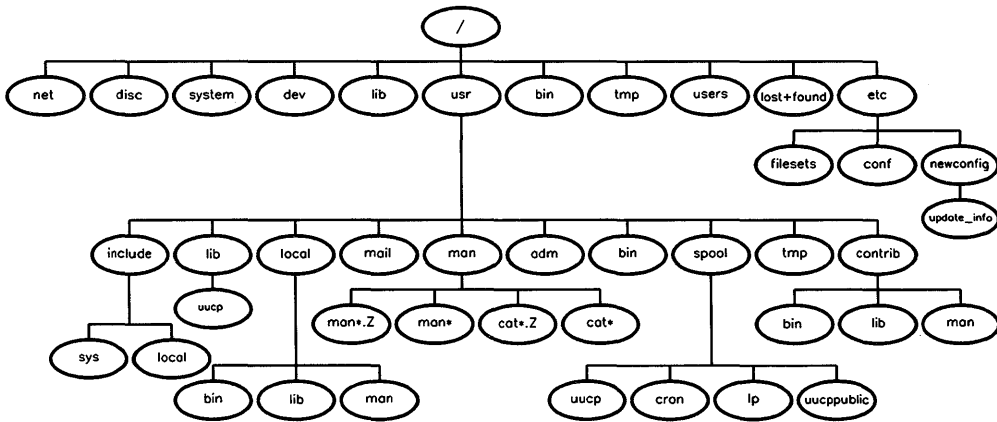 /
net disc system dev lib usr bin tmp users lost+found etc
filesets conf newconfig
update_info
include lib local mail man adm bin spool tmp contrib
uucp
man*.Z man* cat*.Z cat* bin lib man
sys local
bin lib man uucp cron lp uucppublic